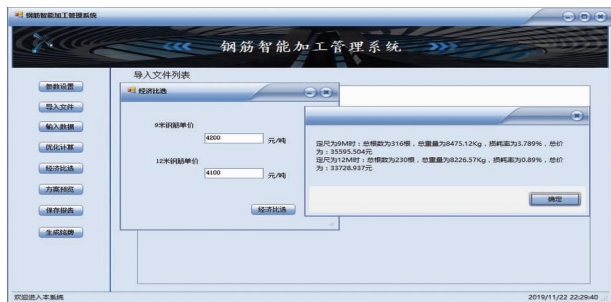 钢筋智能加工管理系统
钢筋智能加工管理系统
导入文件列表
参数设置
导入文件
输入数据
优化计算
经济比选
方案预览
保存报告
生成铭牌
经济比选
9米钢筋单价
4200 元/吨
12米钢筋单价
4100 元/吨
经济比选
定尺为9M时：总根数为316根，总重量为8475.12Kg，损耗率为3.789%，总价
为：35595.504元
定尺为12M时：总根数为230根，总重量为8226.57Kg，损耗率为0.89%，总价
为：33728.937元
确定
欢迎进入本系统
2019/11/22 22:29:40